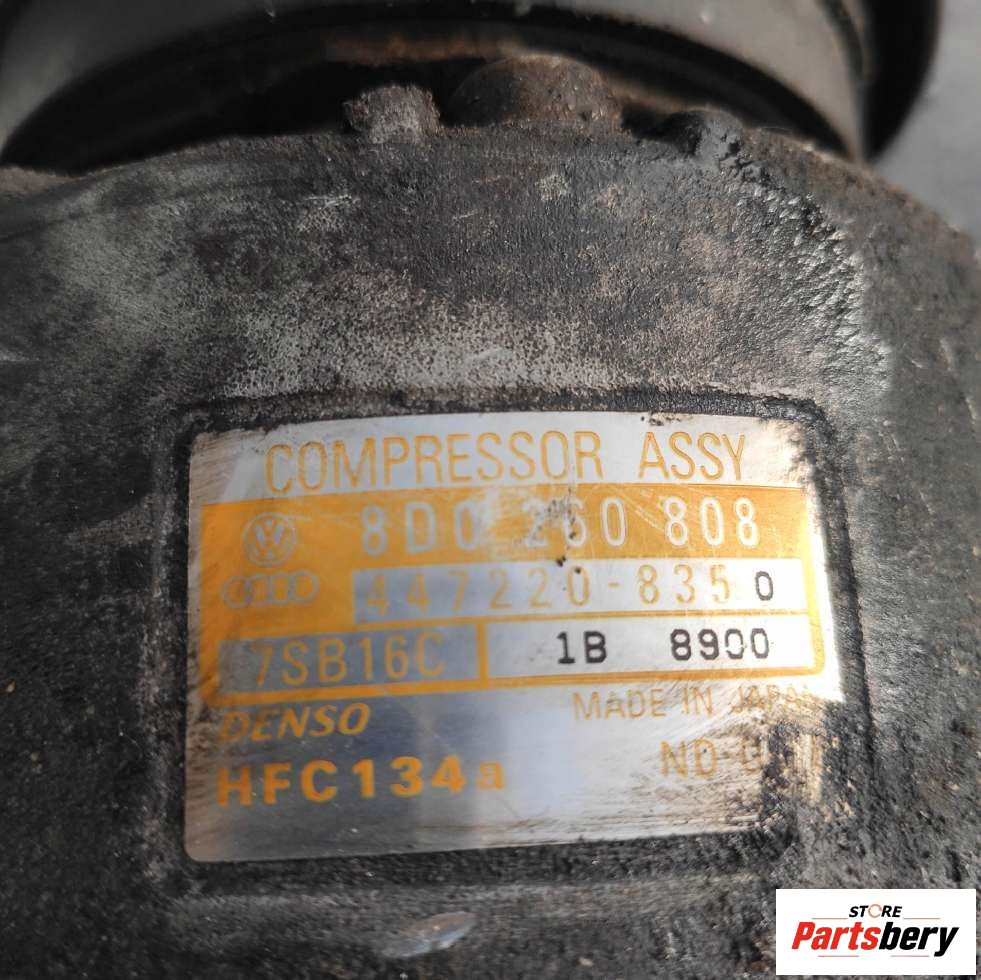 COMPRESSOR ASSY
8D0 260 808
447220-8350
7SB16C 1B 8900
DENSO MADE IN JAPAN
HFC134a
STORE
Partsbery